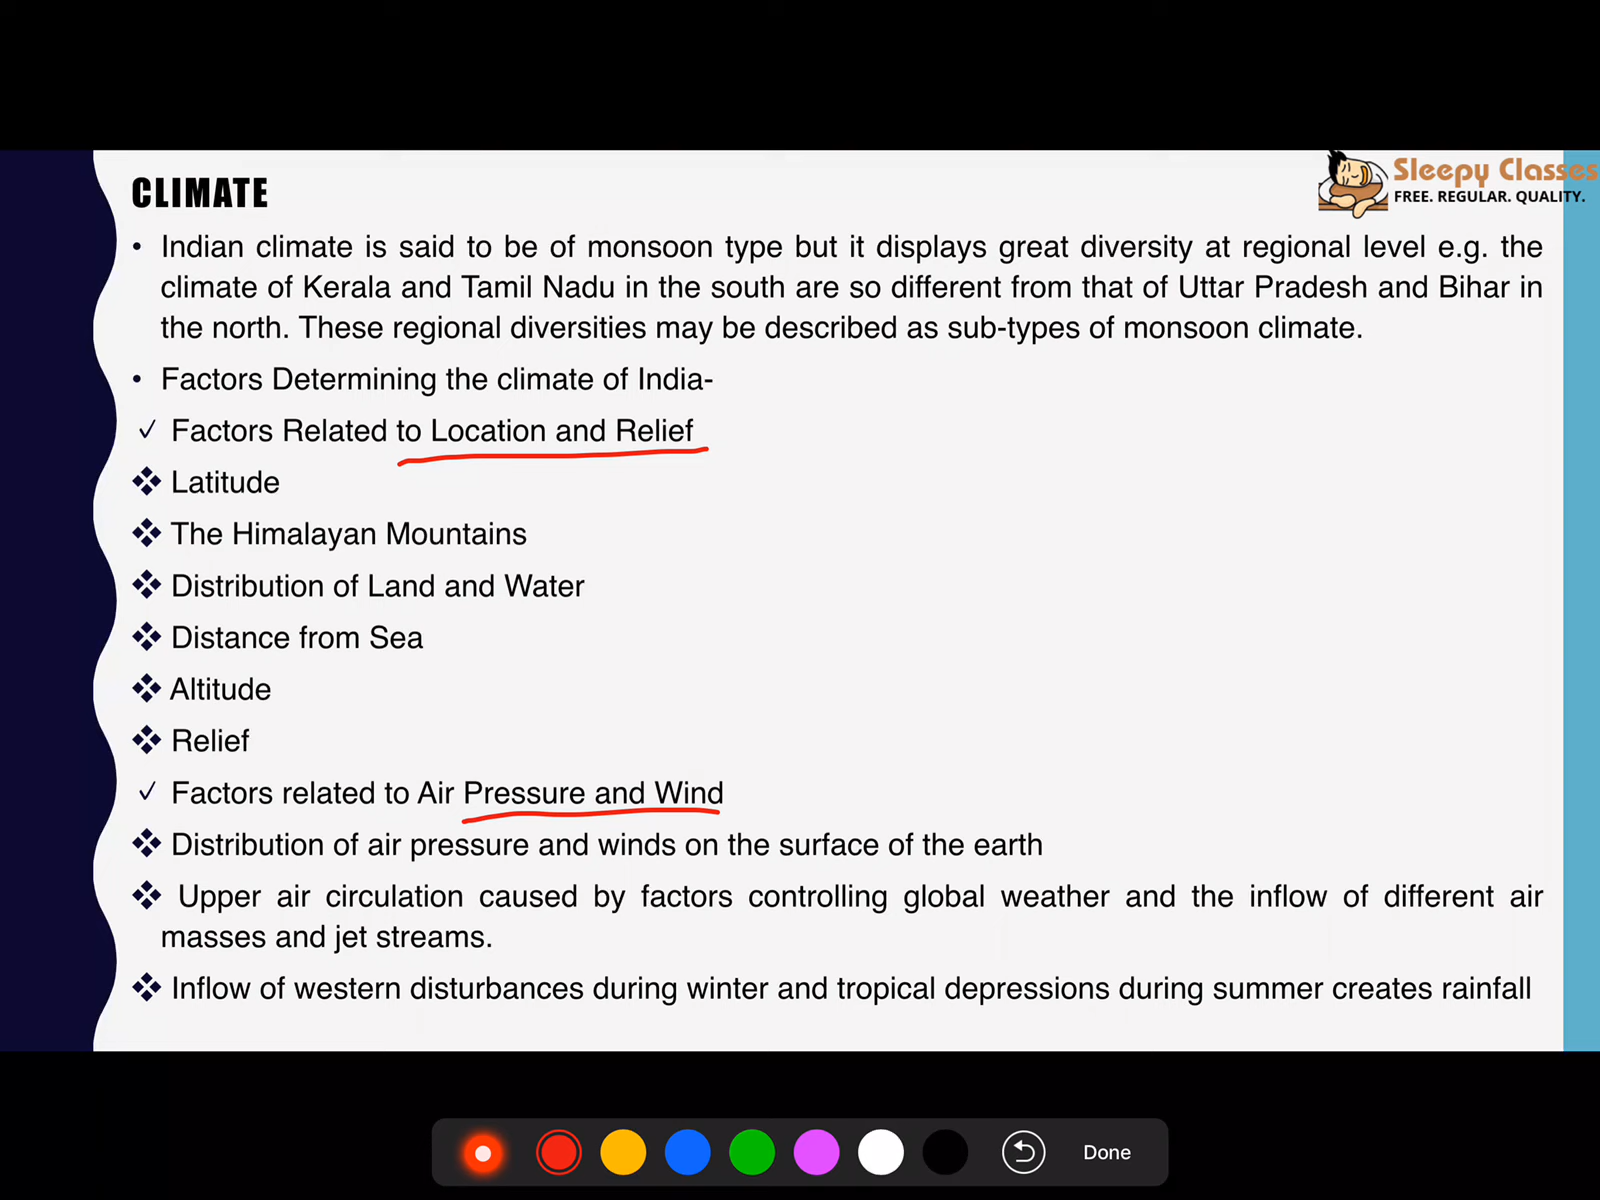 CLIMATE
Sleepy Classes
FREE. REGULAR. QUALITY.
• Indian climate is said to be of monsoon type but it displays great diversity at regional level e.g. the
climate of Kerala and Tamil Nadu in the south are so different from that of Uttar Pradesh and Bihar in
the north. These regional diversities may be described as sub-types of monsoon climate.
• Factors Determining the climate of India-
✓ Factors Related to Location and Relief
❖ Latitude
❖ The Himalayan Mountains
❖ Distribution of Land and Water
❖ Distance from Sea
❖ Altitude
❖ Relief
✓ Factors related to Air Pressure and Wind
❖ Distribution of air pressure and winds on the surface of the earth
❖ Upper air circulation caused by factors controlling global weather and the inflow of different air
masses and jet streams.
❖ Inflow of western disturbances during winter and tropical depressions during summer creates rainfall
Done